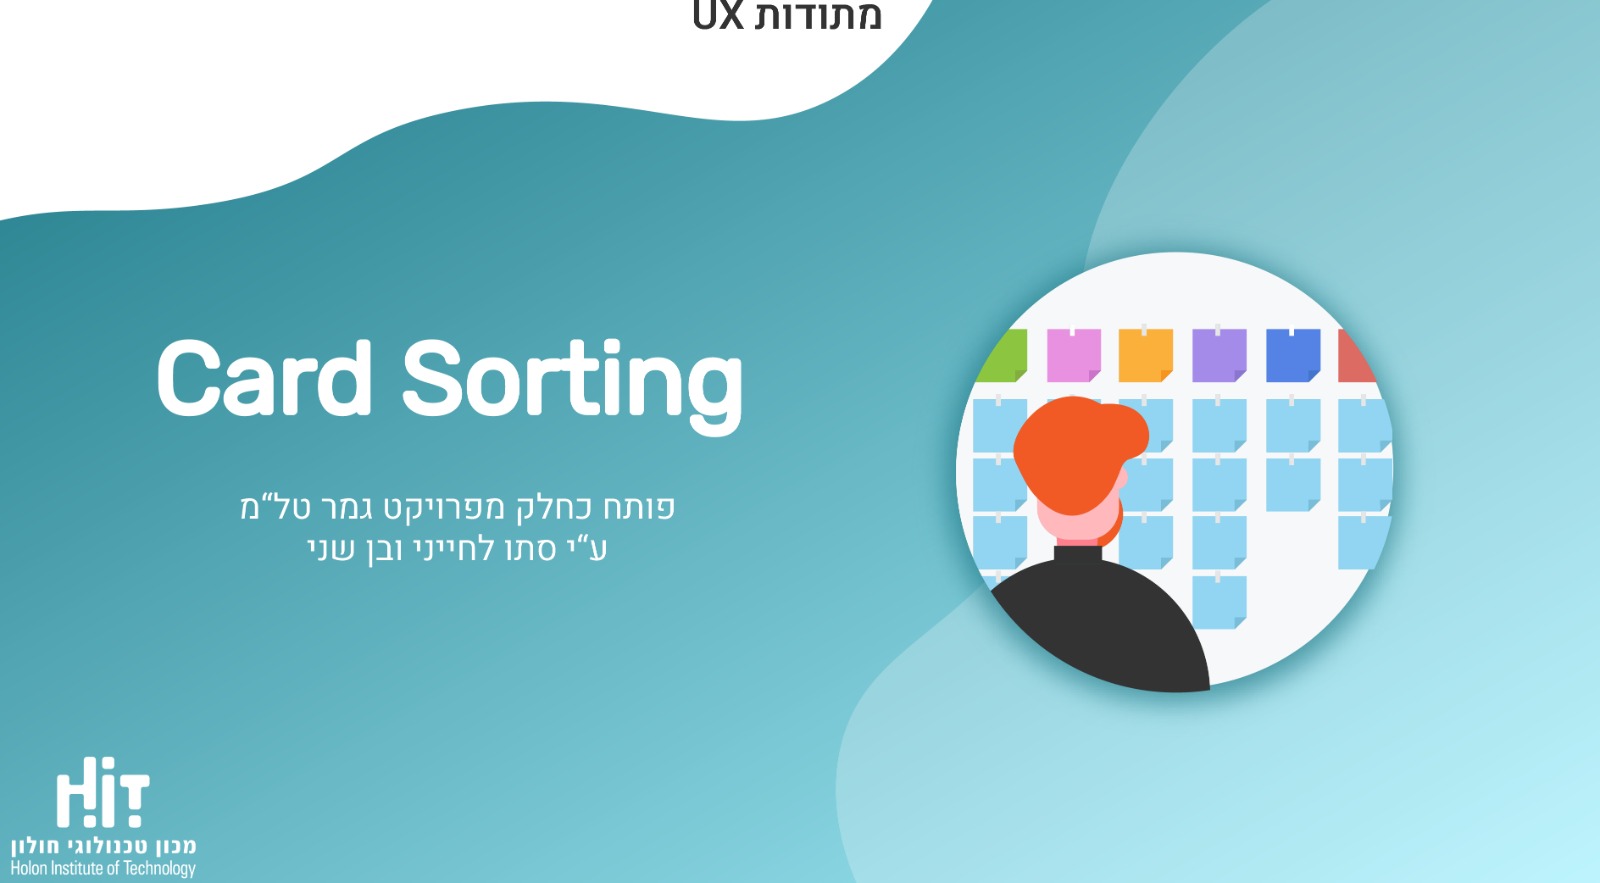 מתודות UX
Card Sorting
פותח כחלק מפרויקט גמר טל“מ
ע“י סתו לחייני ובן שני
HiT
מכון טכנולוגי חולון
Holon Institute of Technology